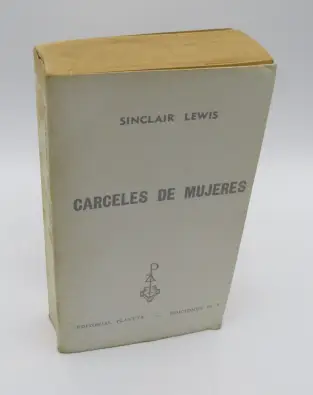 SINCLAIR LEWIS
CARCELES DE MUJERES
EDITORIAL PLANETA